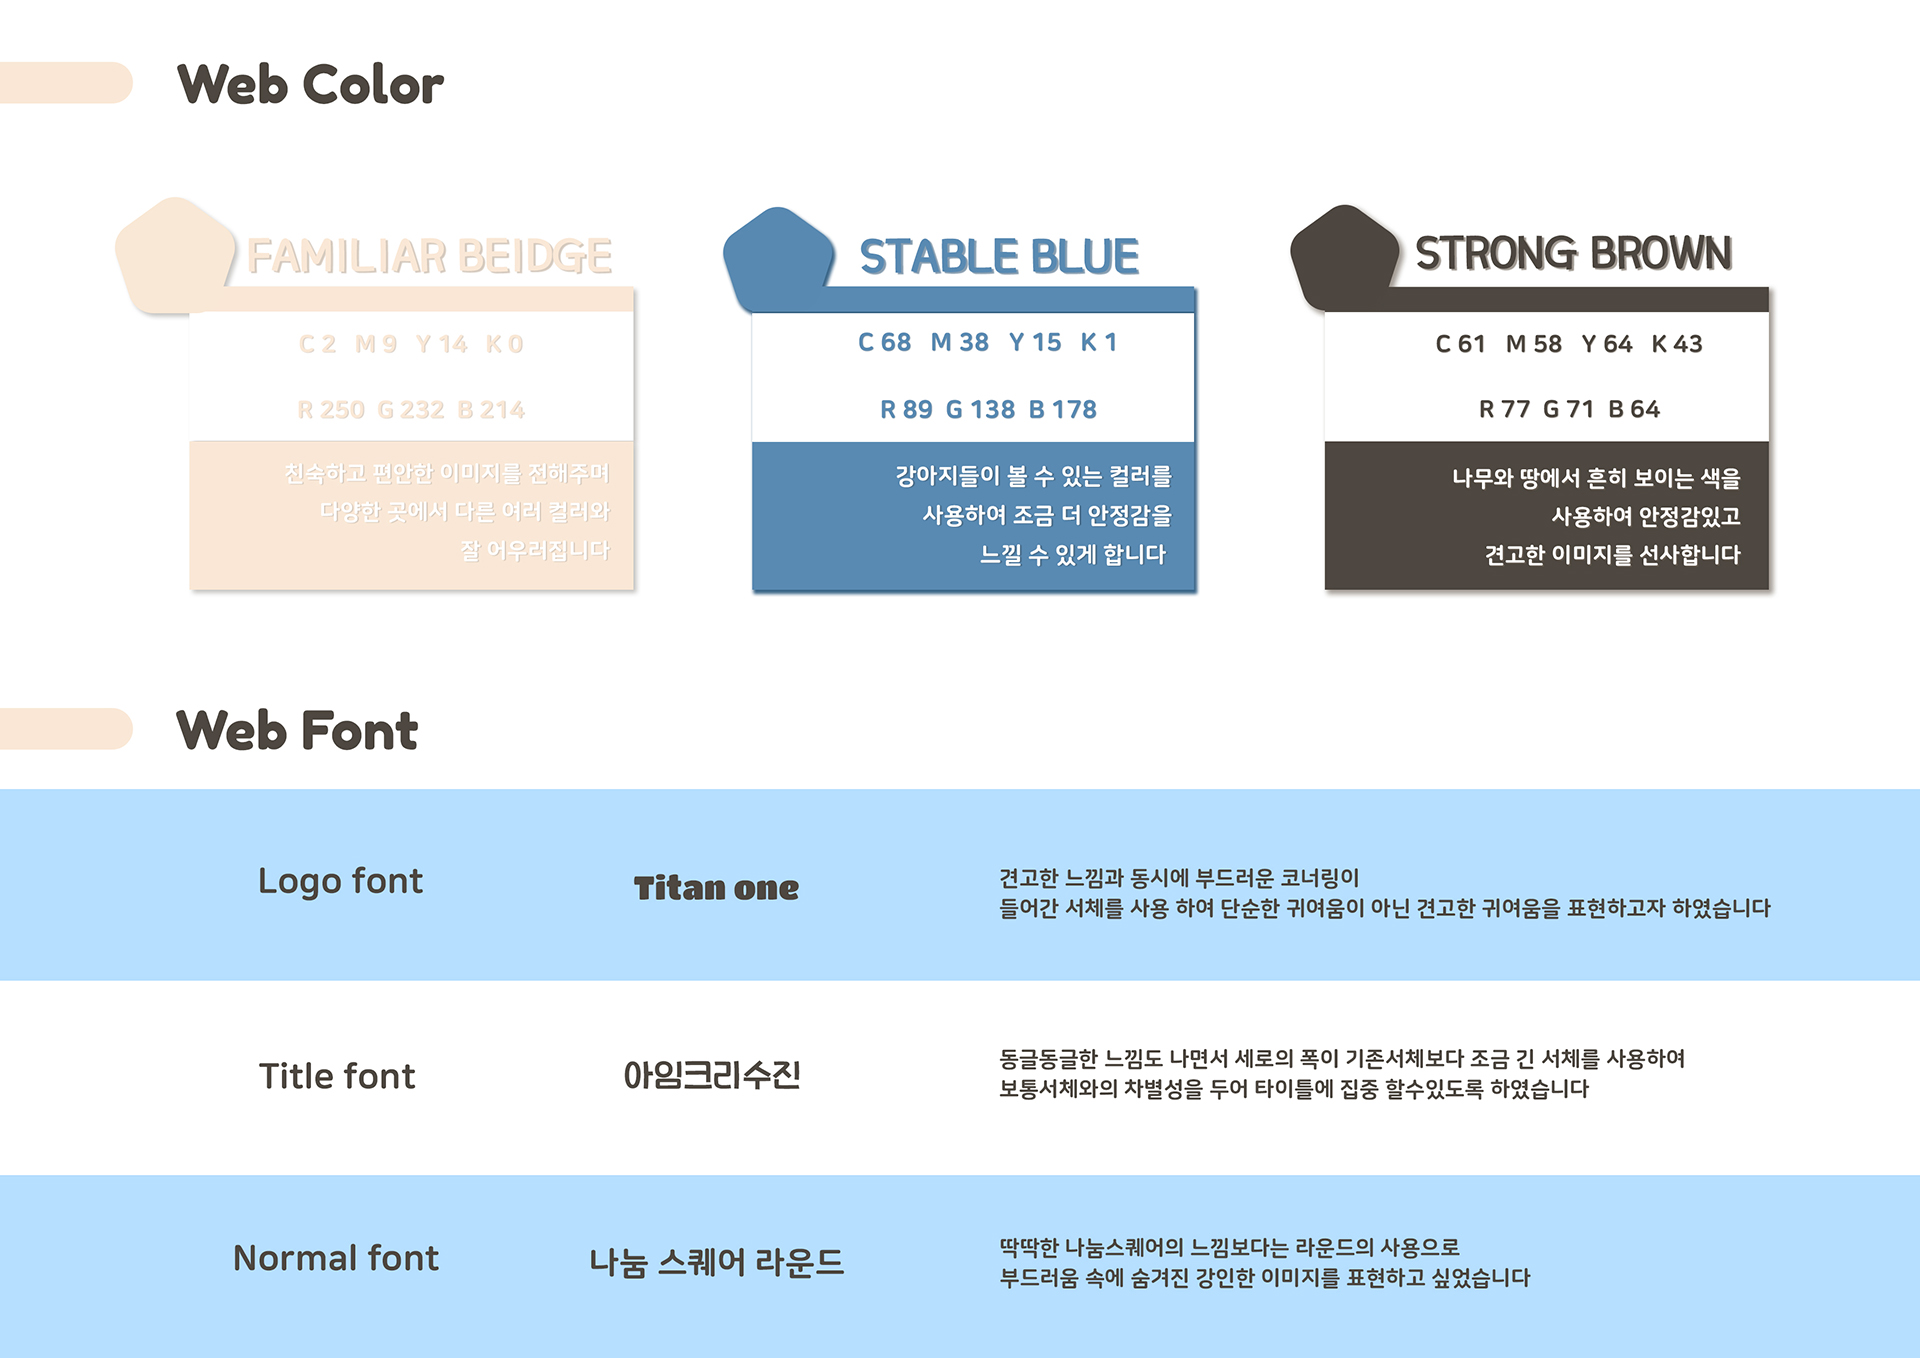 Web Color
FAMILIAR BEIDGE
C 2 M 9 Y 14 K 0
R 250 G 232 B 214
친숙하고 편안한 이미지를 전해주며
다양한 곳에서 다른 여러 컬러와
잘 어우러집니다
STABLE BLUE
C 68 M 38 Y 15 K 1
R 89 G 138 B 178
강아지들이 볼 수 있는 컬러를
사용하여 조금 더 안정감을
느낄 수 있게 합니다
STRONG BROWN
C 61 M 58 Y 64 K 43
R 77 G 71 B 64
나무와 땅에서 흔히 보이는 색을
사용하여 안정감있고
견고한 이미지를 선사합니다
Web Font
Logo font
Titan one
견고한 느낌과 동시에 부드러운 코너링이
들어간 서체를 사용 하여 단순한 귀여움이 아닌 견고한 귀여움을 표현하고자 하였습니다
Title font
아임크리수진
동글동글한 느낌도 나면서 세로의 폭이 기존서체보다 조금 긴 서체를 사용하여
보통서체와의 차별성을 두어 타이틀에 집중 할수있도록 하였습니다
Normal font
나눔 스퀘어 라운드
딱딱한 나눔스퀘어의 느낌보다는 라운드의 사용으로
부드러움 속에 숨겨진 강인한 이미지를 표현하고 싶었습니다